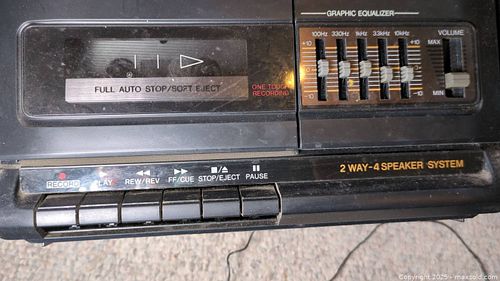 GRAPHIC EQUALIZER
100Hz 330Hz 1kHz 3.3kHz 10kHz
VOLUME
+10 +10
MAX
0 0
MIN
FULL AUTO STOP/SOFT EJECT
ONE TOUCH
RECORDING
2 WAY-4 SPEAKER SYSTEM
RECORD PLAY REW/REV FF/CUE STOP/EJECT PAUSE
Copyright 2025 - maxsold.com